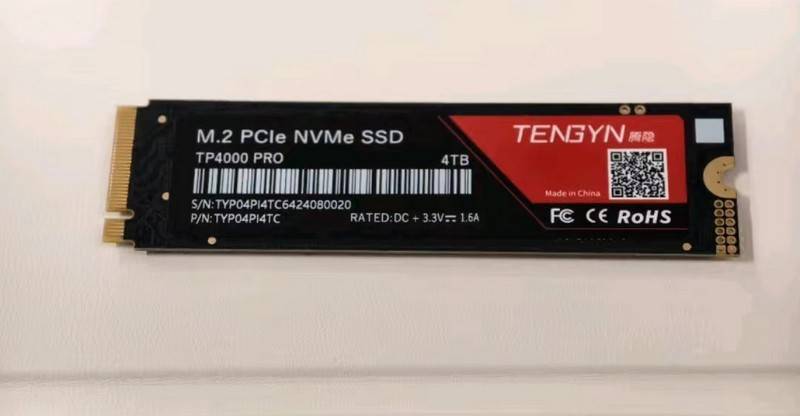 M.2 PCIe NVMe SSD
TP4000 PRO 4TB
S/N: TYP04PI4TC6424080020
P/N: TYP04PI4TC RATED: DC + 3.3V⎓ 1.6A
TENGYN 腾隐
Made in China
FC CE RoHS